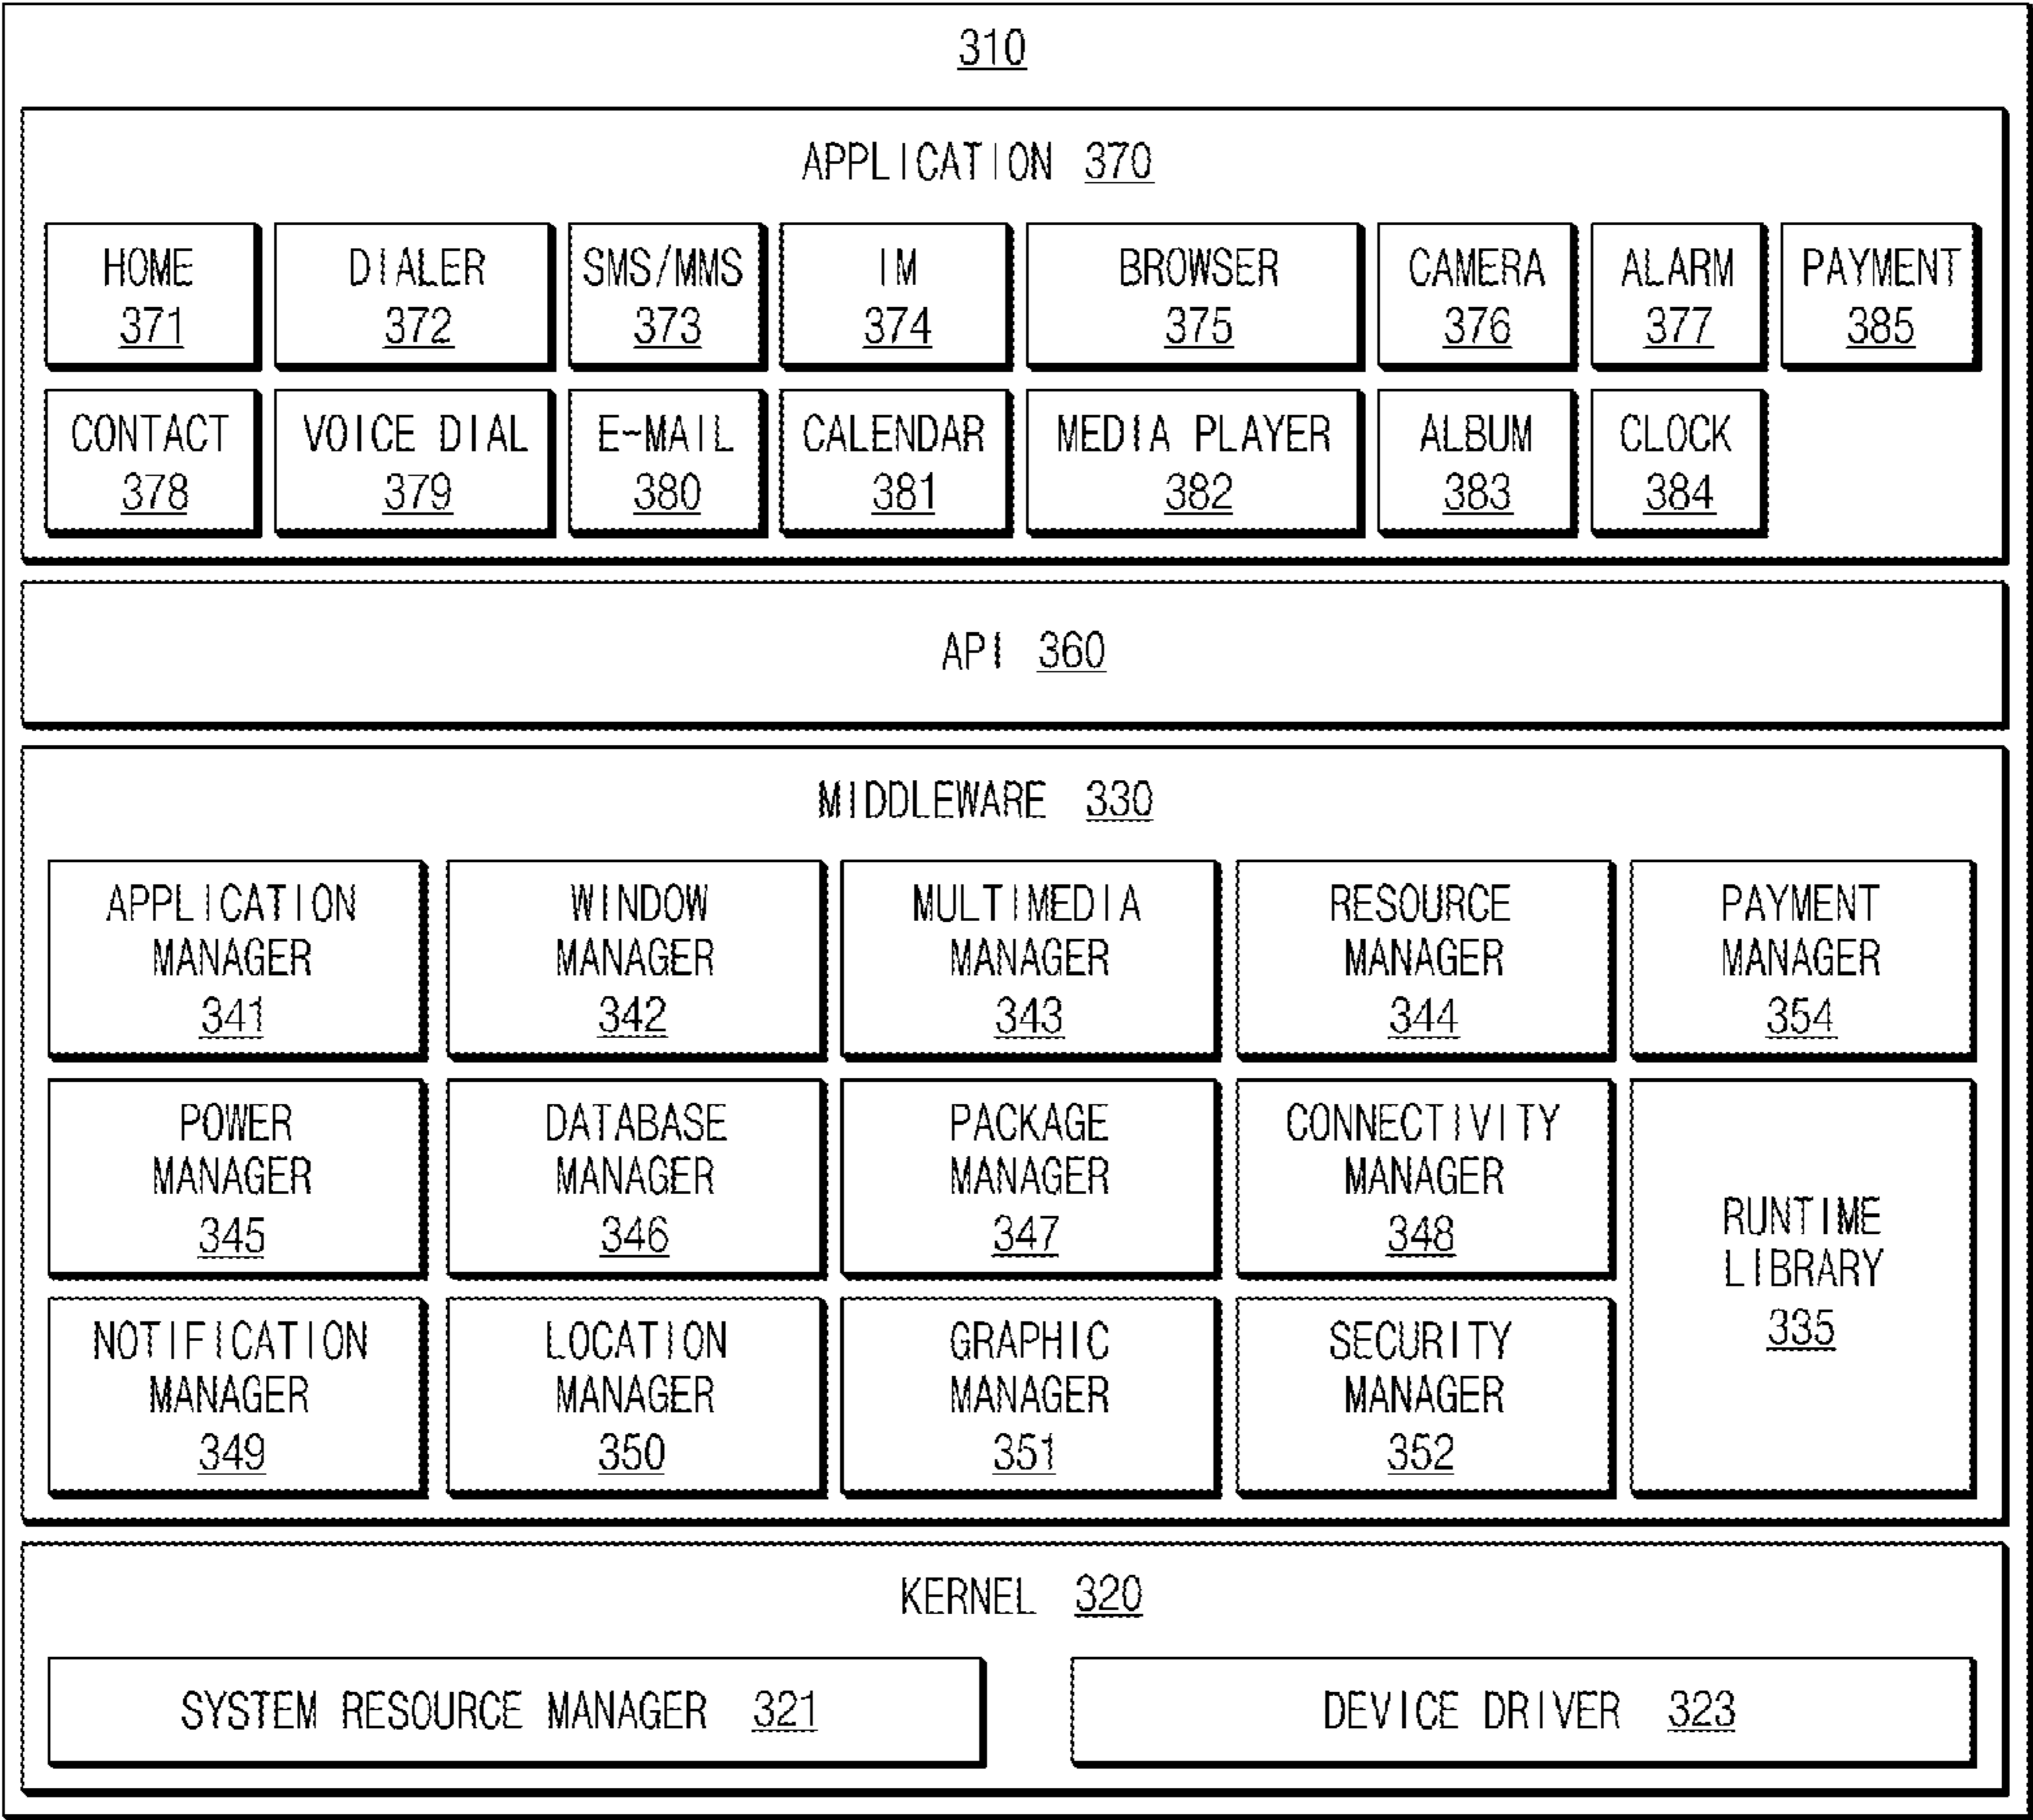 310
APPLICATION 370
HOME DIALER SMS/MMS IM BROWSER CAMERA ALARM PAYMENT
371 372 373 374 375 376 377 385
CONTACT VOICE DIAL E-MAIL CALENDAR MEDIA PLAYER ALBUM CLOCK
378 379 380 381 382 383 384
API 360
MIDDLEWARE 330
APPLICATION WINDOW MULTIMEDIA RESOURCE PAYMENT
MANAGER MANAGER MANAGER MANAGER MANAGER
341 342 343 344 354
POWER DATABASE PACKAGE CONNECTIVITY
MANAGER MANAGER MANAGER MANAGER
345 346 347 348
RUNTIME
LIBRARY
335
NOTIFICATION LOCATION GRAPHIC SECURITY
MANAGER MANAGER MANAGER MANAGER
349 350 351 352
KERNEL 320
SYSTEM RESOURCE MANAGER 321 DEVICE DRIVER 323